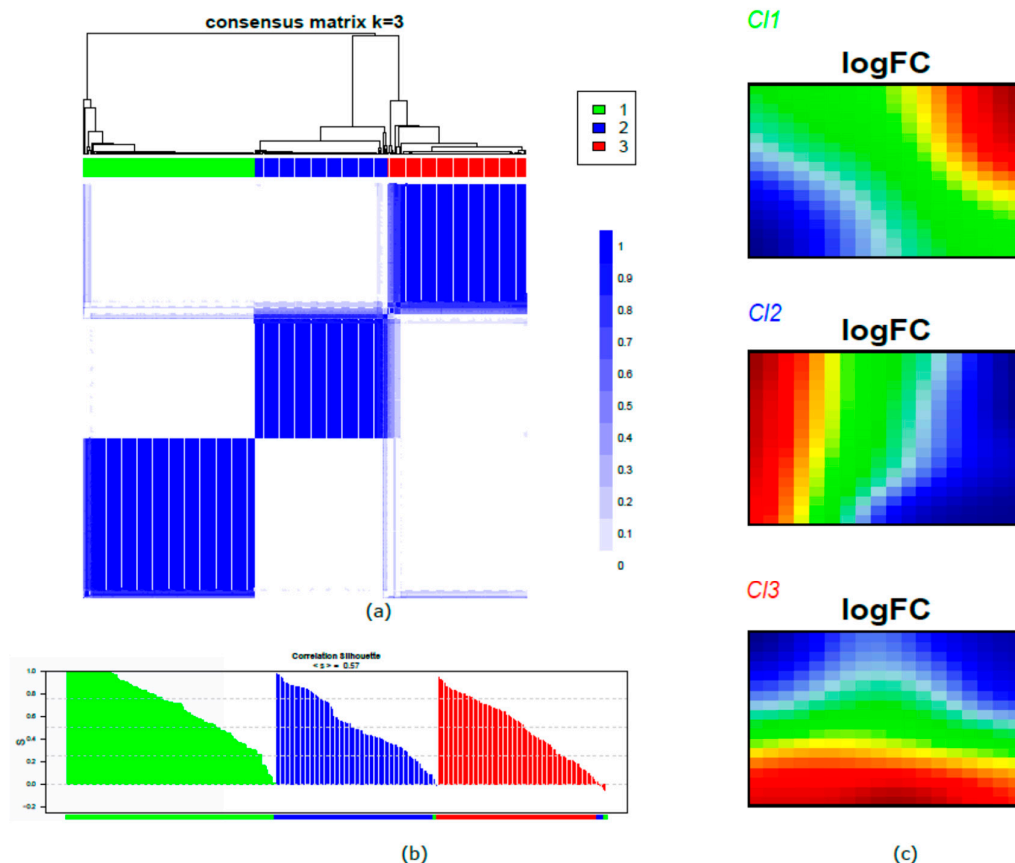 consensus matrix k=3
1
2
3
1
0.9
0.8
0.7
0.6
0.5
0.4
0.3
0.2
0.1
0
(a)
Correlation Silhouette
< s > = 0.57
1.0
0.8
0.6
0.4
0.2
0.0
-0.2
S
(b)
Cl1
logFC
Cl2
logFC
Cl3
logFC
(c)